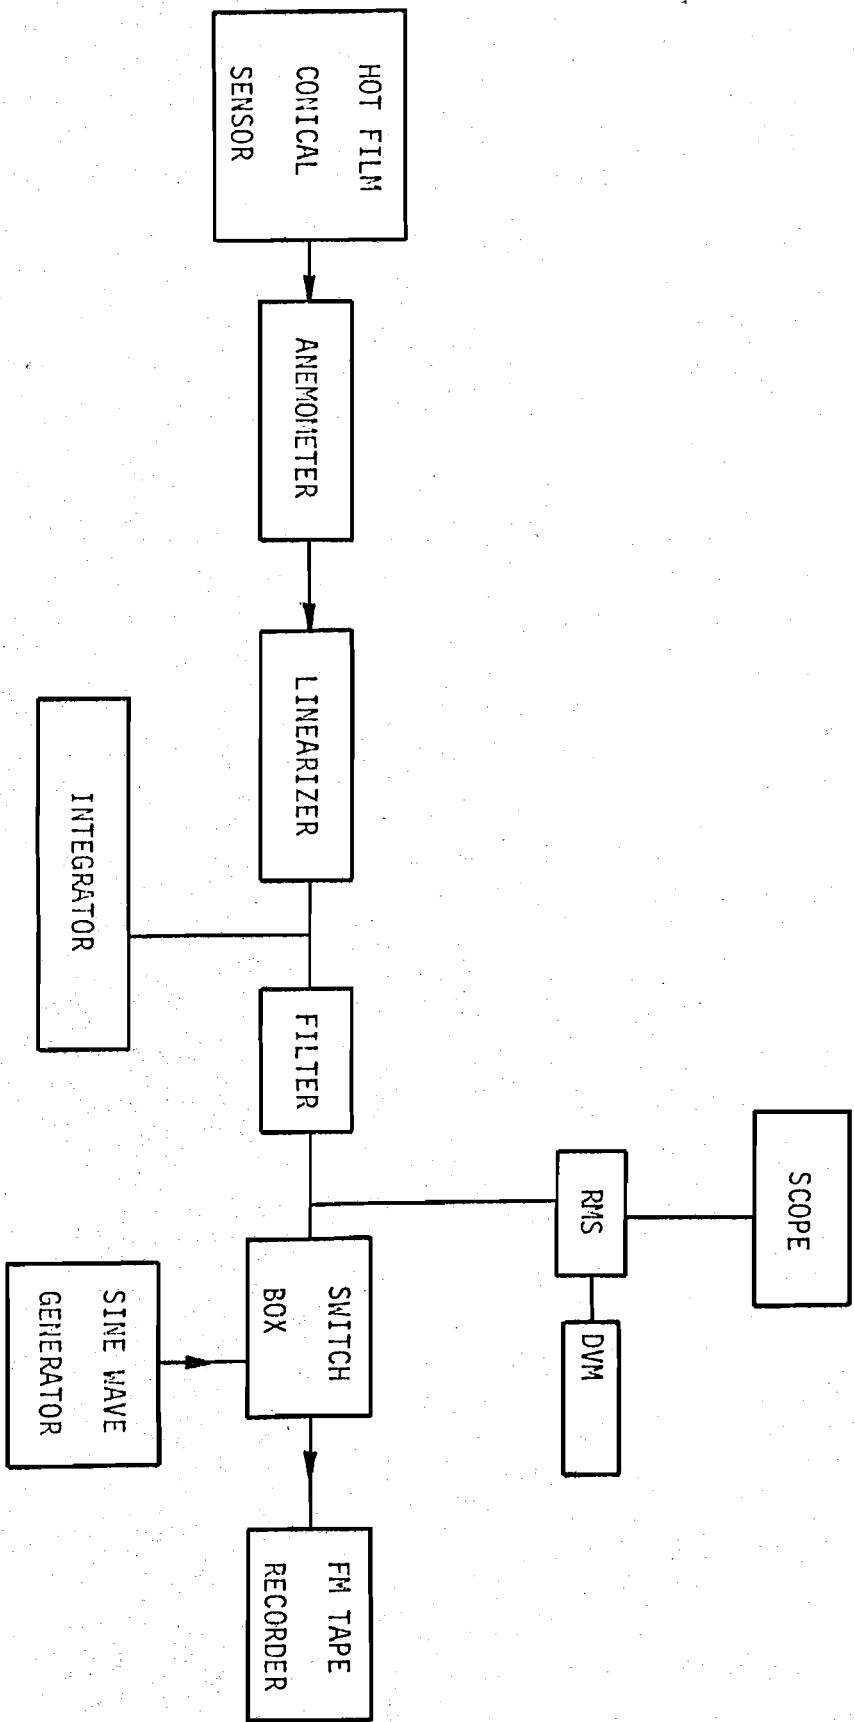 HOT FILM
CONICAL
SENSOR
ANEMOMETER
LINEARIZER
INTEGRATOR
FILTER
SCOPE
RMS
DVM
SWITCH
BOX
SINE WAVE
GENERATOR
FM TAPE
RECORDER